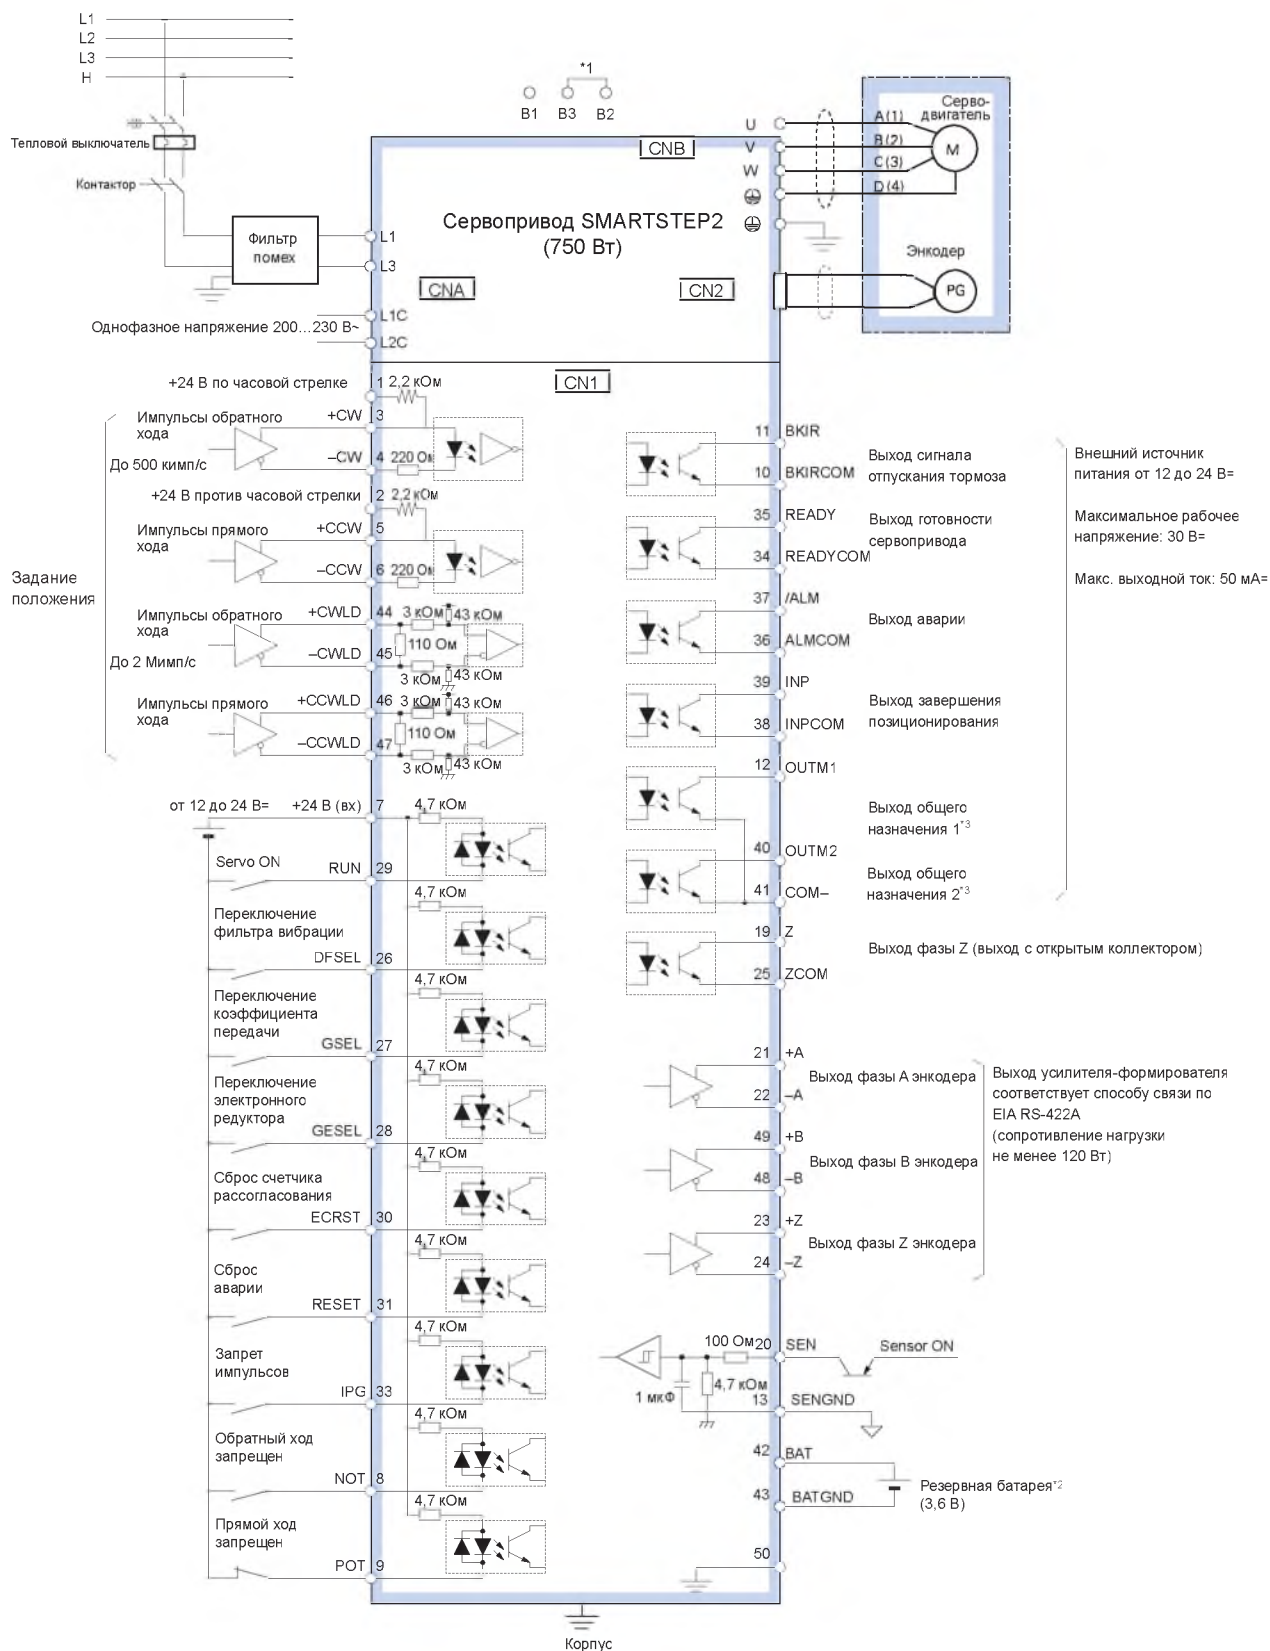 L1
L2
L3
Н
Тепловой выключатель
Контактор
Фильтр
помех
*1
B1 B3 B2
CNB
Сервопривод SMARTSTEP2
(750 Вт)
CNA
CN2
L1
L3
L1C
L2C
Однофазное напряжение 200...230 В~
U
V
W
A(1)
B(2)
C(3)
D(4)
Серво-
двигатель
M
Энкодер
PG
CN1
Задание
положения
+24 В по часовой стрелке 1 2,2 кОм
Импульсы обратного
хода
+CW 3
До 500 кимп/с
–CW 4 220 Ом
+24 В против часовой стрелки 2 2,2 кОм
Импульсы прямого
хода
+CCW 5
–CCW 6 220 Ом
Импульсы обратного
хода
+CWLD 44 3 кОм 43 кОм
110 Ом
До 2 Мимп/с
–CWLD 45
3 кОм 43 кОм
Импульсы прямого
хода
+CCWLD 46 3 кОм 43 кОм
110 Ом
–CCWLD 47
3 кОм 43 кОм
от 12 до 24 В= +24 В (вх) 7 4,7 кОм
Servo ON
RUN 29
4,7 кОм
Переключение
фильтра вибрации
DFSEL 26
4,7 кОм
Переключение
коэффициента
передачи
GSEL 27
4,7 кОм
Переключение
электронного
редуктора
GESEL 28
4,7 кОм
Сброс счетчика
рассогласования
ECRST 30
4,7 кОм
Сброс
аварии
RESET 31
4,7 кОм
Запрет
импульсов
IPG 33
4,7 кОм
Обратный ход
запрещен
NOT 8
4,7 кОм
Прямой ход
запрещен
POT 9
11 BKIR
Выход сигнала
отпускания тормоза
10 BKIRCOM
35 READY
Выход готовности
сервопривода
34 READYCOM
37 /ALM
Выход аварии
36 ALMCOM
39 INP
Выход завершения
позиционирования
38 INPCOM
12 OUTM1
Выход общего
назначения 1*3
40 OUTM2
Выход общего
назначения 2*3
41 COM–
19 Z
Выход фазы Z (выход с открытым коллектором)
25 ZCOM
Внешний источник
питания от 12 до 24 В=
Максимальное рабочее
напряжение: 30 В=
Макс. выходной ток: 50 мА=
21 +A
Выход фазы A энкодера
22 –A
49 +B
Выход фазы B энкодера
48 –B
23 +Z
Выход фазы Z энкодера
24 –Z
Выход усилителя-формирователя
соответствует способу связи по
EIA RS-422A
(сопротивление нагрузки
не менее 120 Вт)
100 Ом 20 SEN
Sensor ON
1 мкФ
4,7 кОм
13 SENGND
42 BAT
43 BATGND
Резервная батарея*2
(3,6 В)
50
Корпус